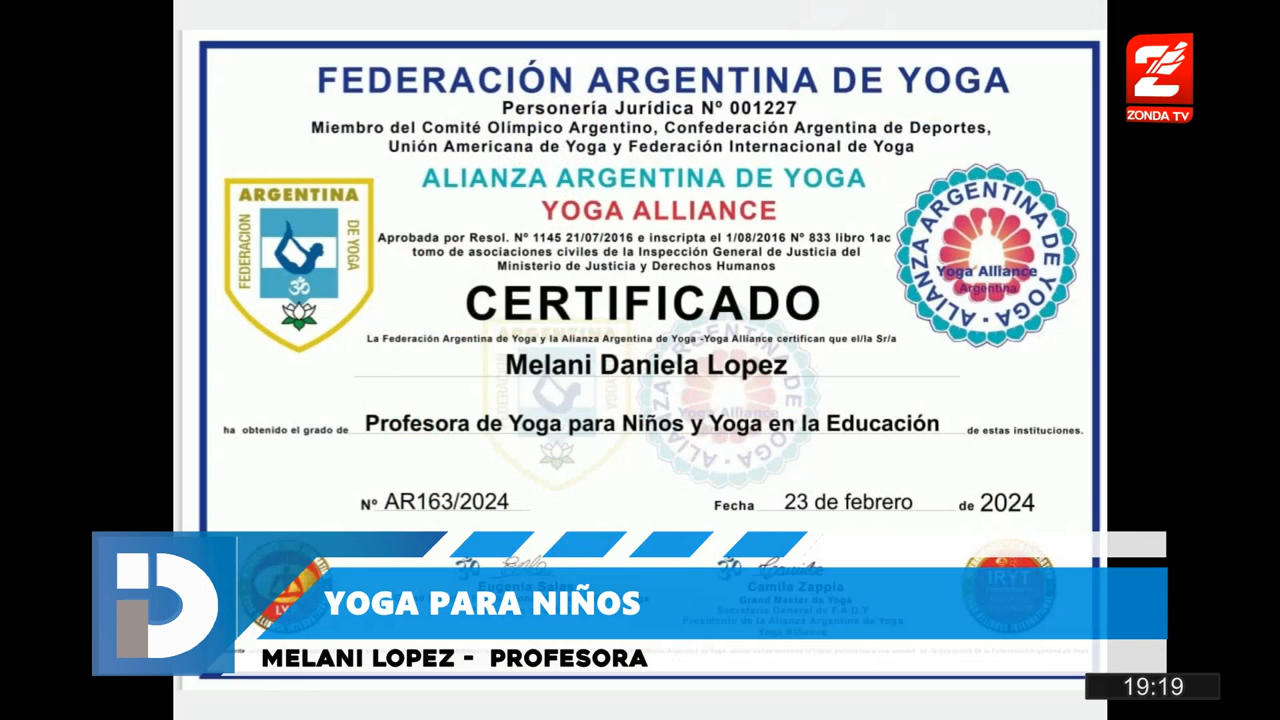 FEDERACIÓN ARGENTINA DE YOGA
Personería Jurídica Nº 001227
Miembro del Comité Olímpico Argentino, Confederación Argentina de Deportes,
Unión Americana de Yoga y Federación Internacional de Yoga
ALIANZA ARGENTINA DE YOGA
YOGA ALLIANCE
Aprobada por Resol. Nº 1145 21/07/2016 e inscripta el 1/08/2016 Nº 833 libro 1ac
tomo de asociaciones civiles de la Inspección General de Justicia del
Ministerio de Justicia y Derechos Humanos
ARGENTINA
FEDERACION
DE YOGA
ॐ
ALIANZA ARGENTINA DE YOGA
Yoga Alliance
Argentina
CERTIFICADO
La Federación Argentina de Yoga y la Alianza Argentina de Yoga -Yoga Alliance certifican que el/la Sr/a
Melani Daniela Lopez
ha obtenido el grado de Profesora de Yoga para Niños y Yoga en la Educación de estas instituciones.
Nº AR163/2024 Fecha 23 de febrero de 2024
Eugenia Salas
Camila Zappia
Grand Master de Yoga
Secretaria General de F.A.D.Y
Presidenta de la Alianza Argentina de Yoga
Yoga Alliance
IRYT
iD
YOGA PARA NIÑOS
MELANI LOPEZ - PROFESORA
Z
ZONDA TV
19:19